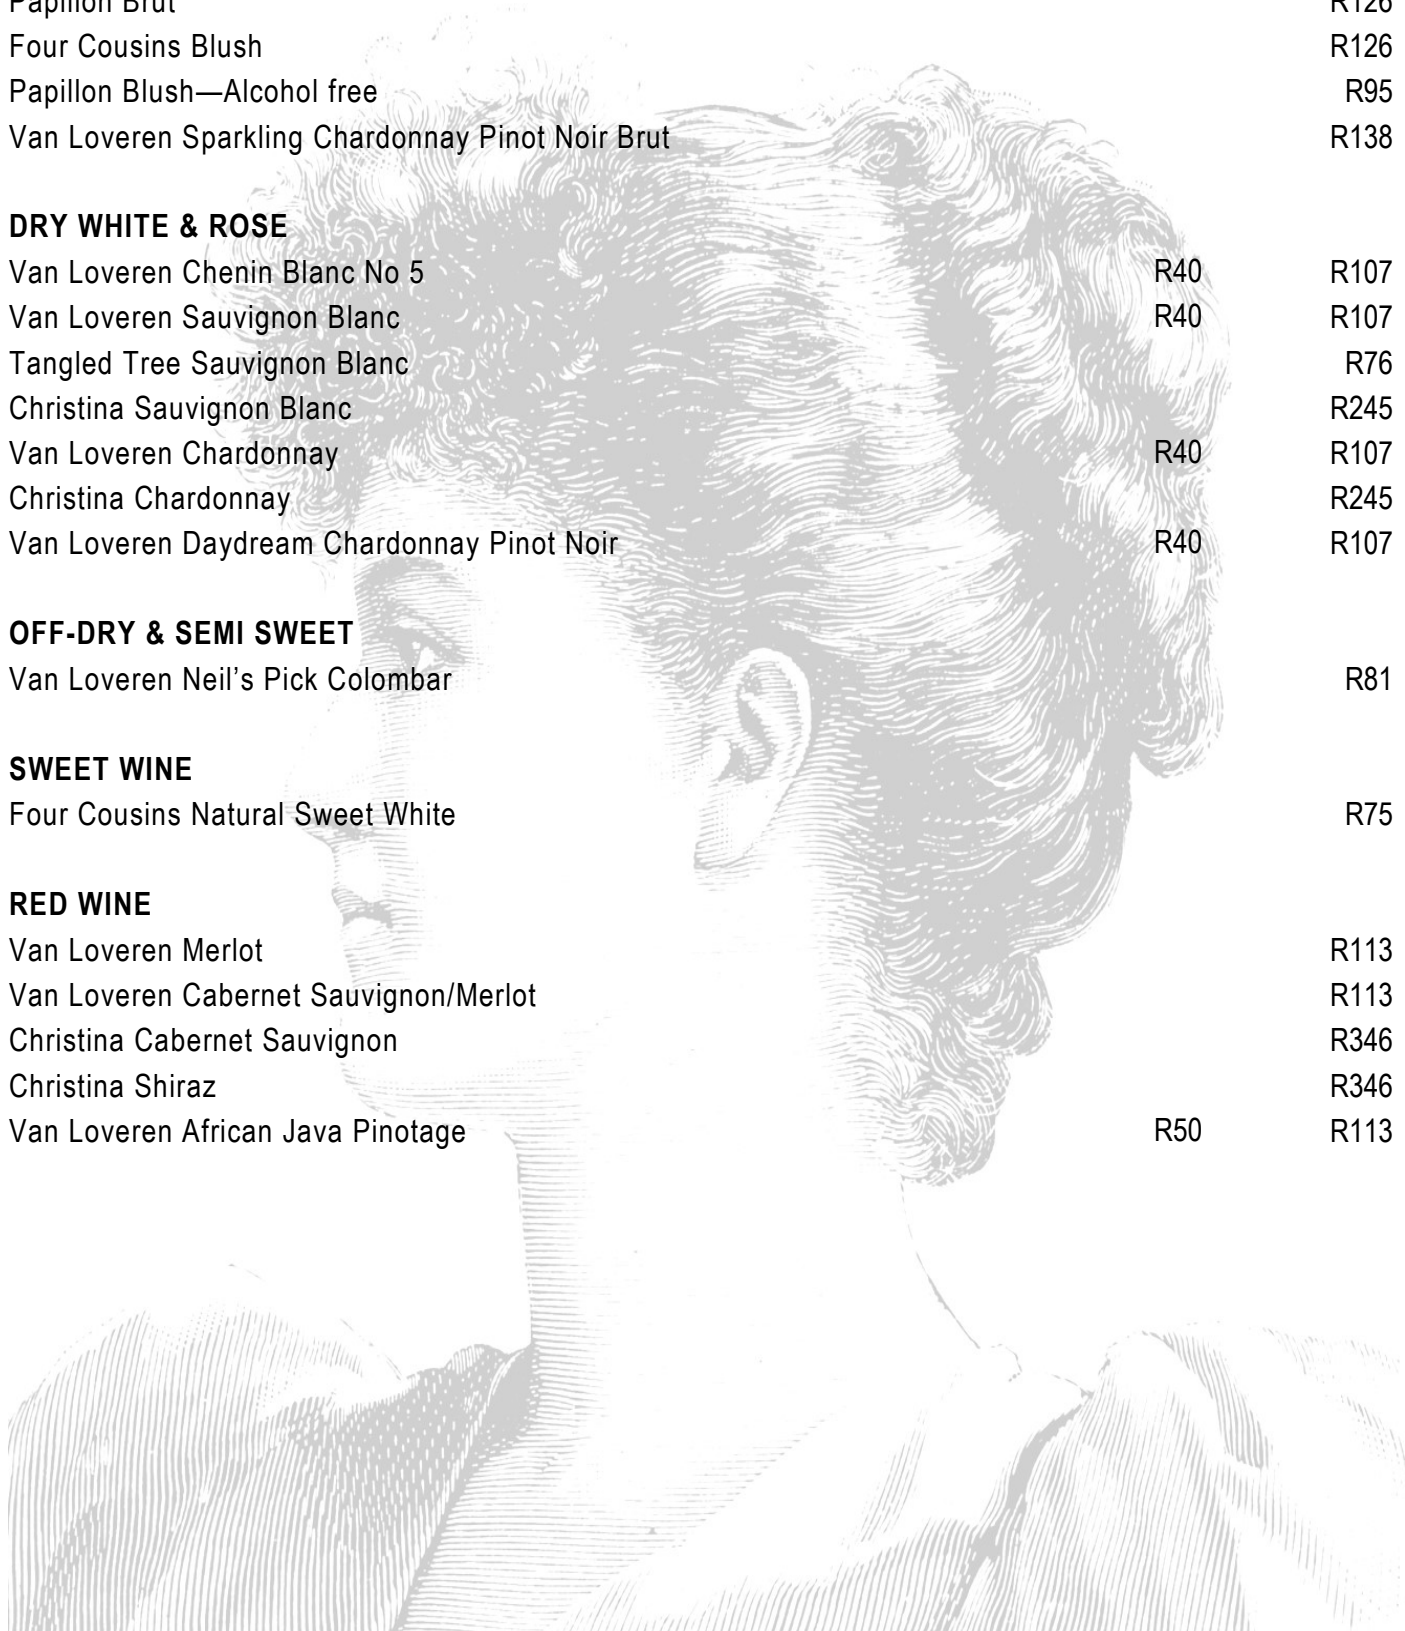 Papillon Brut R126
Four Cousins Blush R126
Papillon Blush—Alcohol free R95
Van Loveren Sparkling Chardonnay Pinot Noir Brut R138
DRY WHITE & ROSE
Van Loveren Chenin Blanc No 5 R40 R107
Van Loveren Sauvignon Blanc R40 R107
Tangled Tree Sauvignon Blanc R76
Christina Sauvignon Blanc R245
Van Loveren Chardonnay R40 R107
Christina Chardonnay R245
Van Loveren Daydream Chardonnay Pinot Noir R40 R107
OFF-DRY & SEMI SWEET
Van Loveren Neil’s Pick Colombar R81
SWEET WINE
Four Cousins Natural Sweet White R75
RED WINE
Van Loveren Merlot R113
Van Loveren Cabernet Sauvignon/Merlot R113
Christina Cabernet Sauvignon R346
Christina Shiraz R346
Van Loveren African Java Pinotage R50 R113